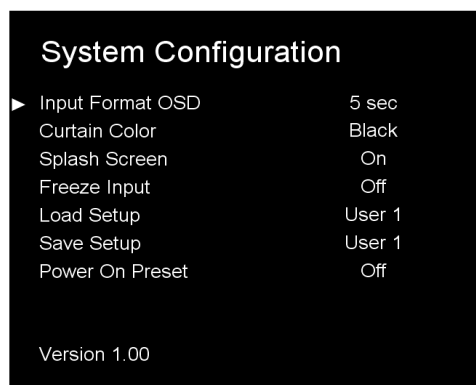 System Configuration
Input Format OSD 5 sec
Curtain Color Black
Splash Screen On
Freeze Input Off
Load Setup User 1
Save Setup User 1
Power On Preset Off
Version 1.00